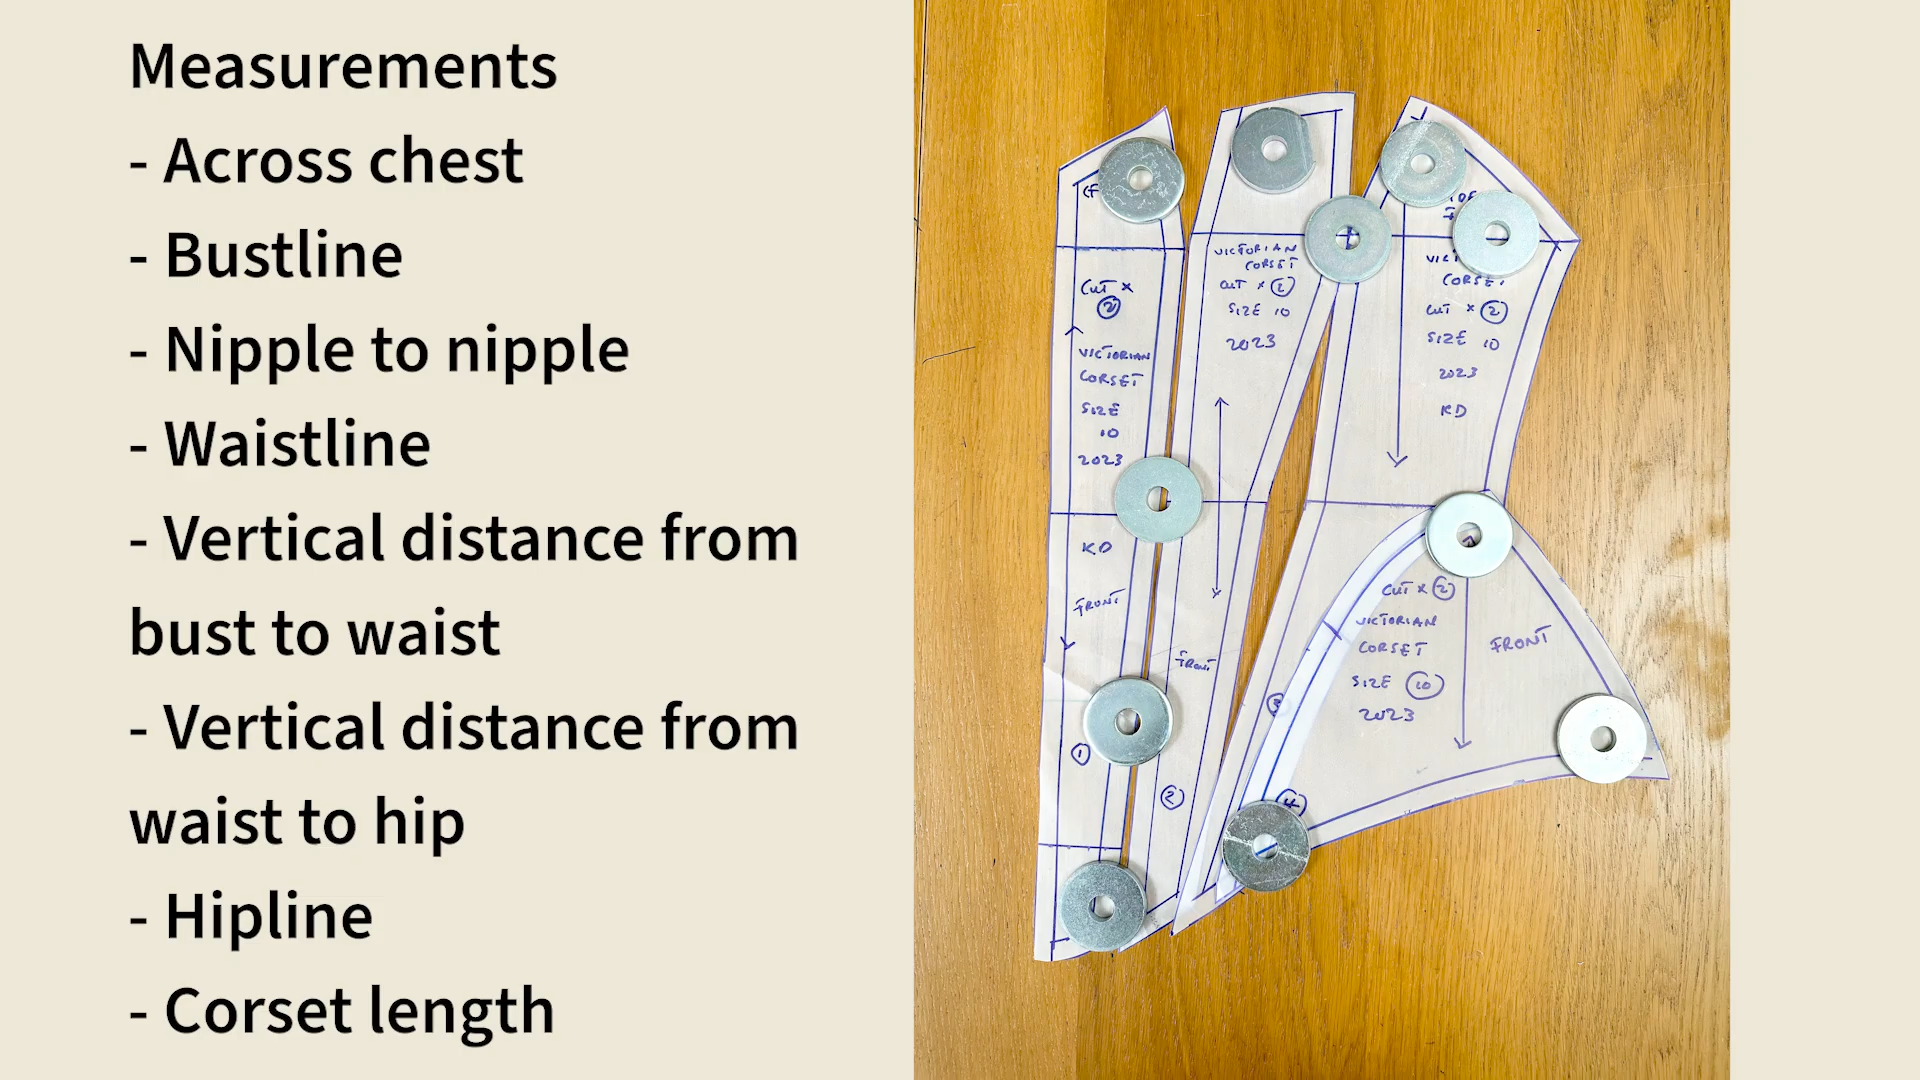 Measurements
- Across chest
- Bustline
- Nipple to nipple
- Waistline
- Vertical distance from
bust to waist
- Vertical distance from
waist to hip
- Hipline
- Corset length
CF
CUT X
2
VICTORIAN
CORSET
SIZE
10
2023
KD
FRONT
1
VICTORIAN
CORSET
CUT X 2
SIZE 10
2023
FRONT
2
CORSET
CUT X 2
SIZE 10
2023
KD
3
CUT X 2
VICTORIAN
CORSET
SIZE 10
2023
FRONT
4